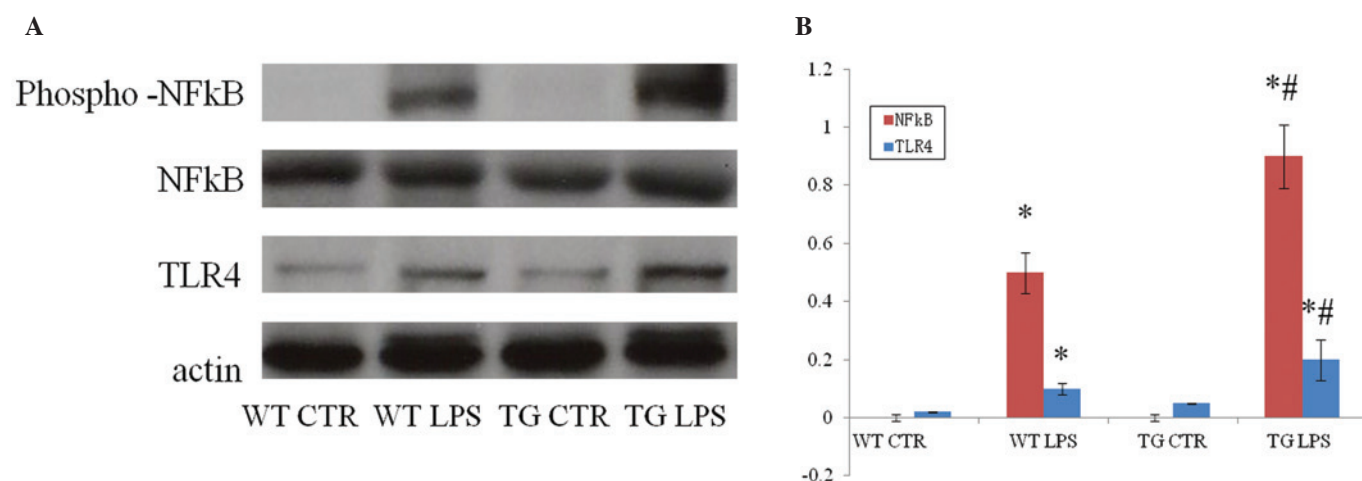 A
Phospho -NFkB
NFkB
TLR4
actin
WT CTR WT LPS TG CTR TG LPS
B
1.2
1
0.8
0.6
0.4
0.2
0
-0.2
NFkB
TLR4
*
*
*#
*#
WT CTR WT LPS TG CTR TG LPS